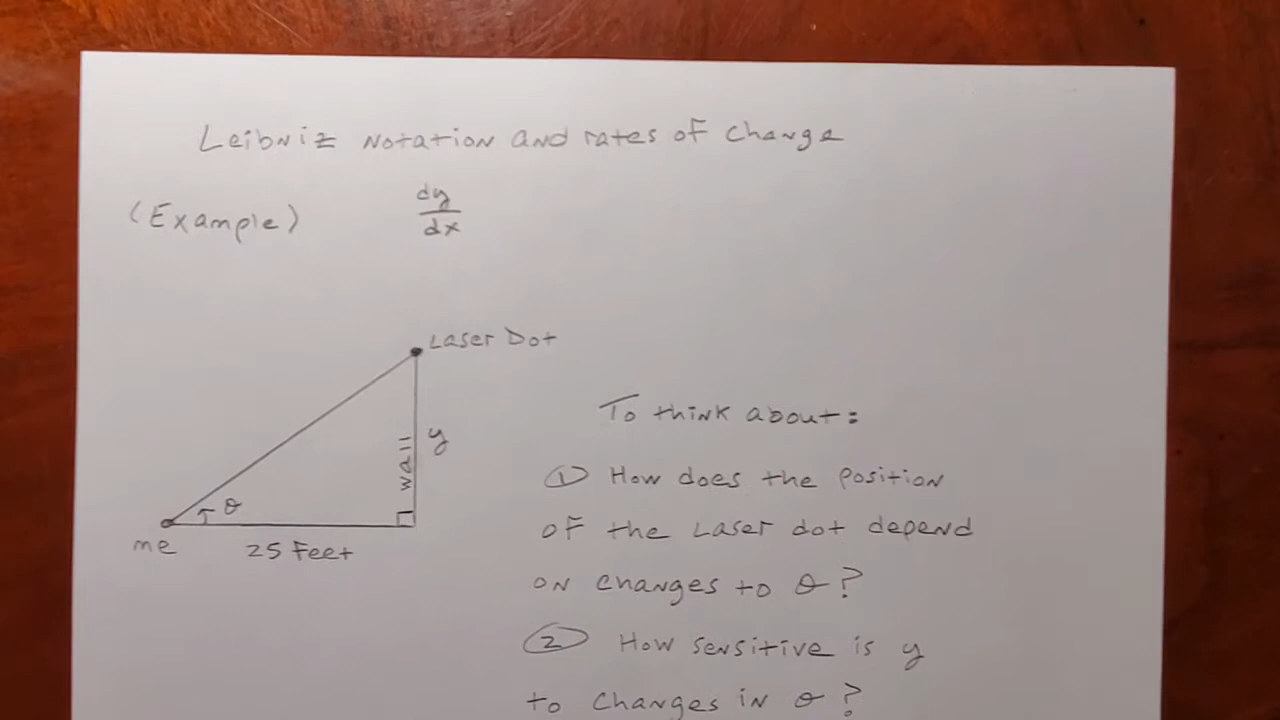 Leibniz Notation and rates of Change
(Example)
dy
dx
Laser Dot
y
wall
θ
me
25 Feet
To think about:
① How does the position
of the Laser dot depend
on changes to θ?
② How sensitive is y
to changes in θ?